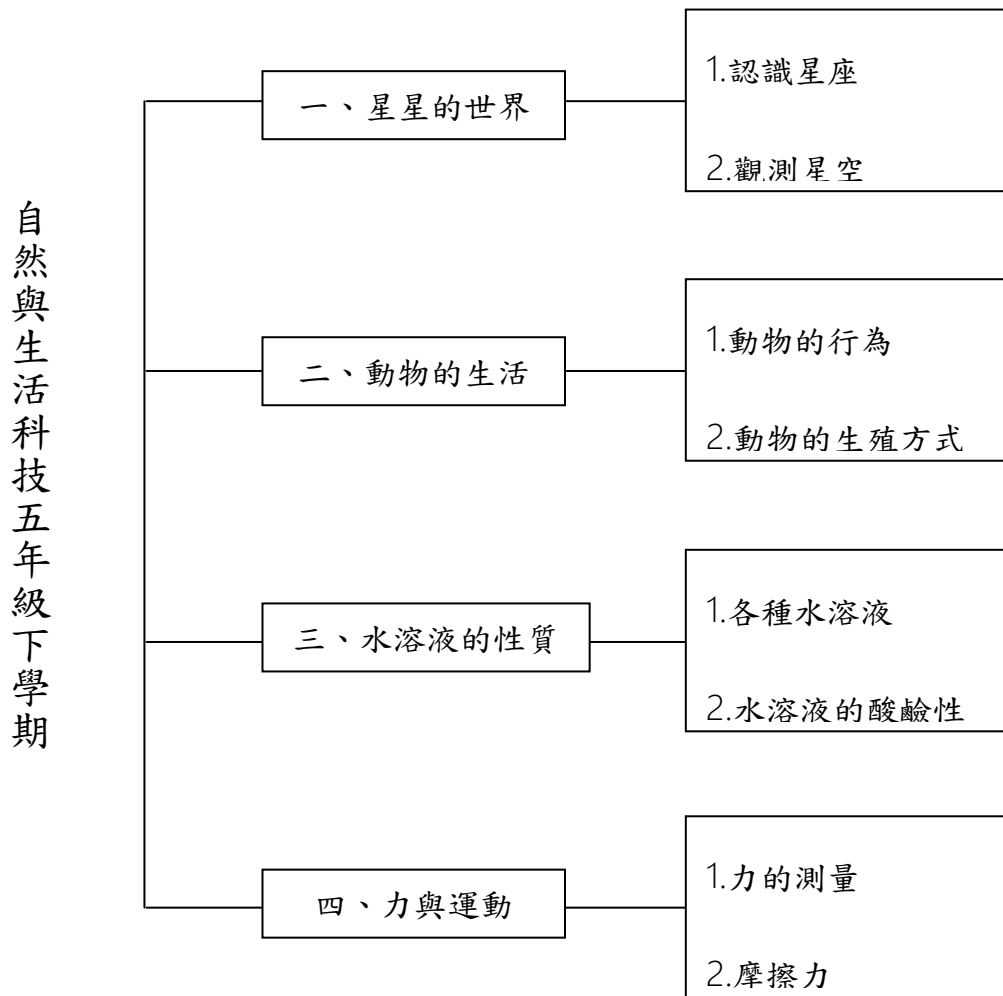 自然與生活科技五年級下學期
一、星星的世界
1.認識星座
2.觀測星空
二、動物的生活
1.動物的行為
2.動物的生殖方式
三、水溶液的性質
1.各種水溶液
2.水溶液的酸鹼性
四、力與運動
1.力的測量
2.摩擦力